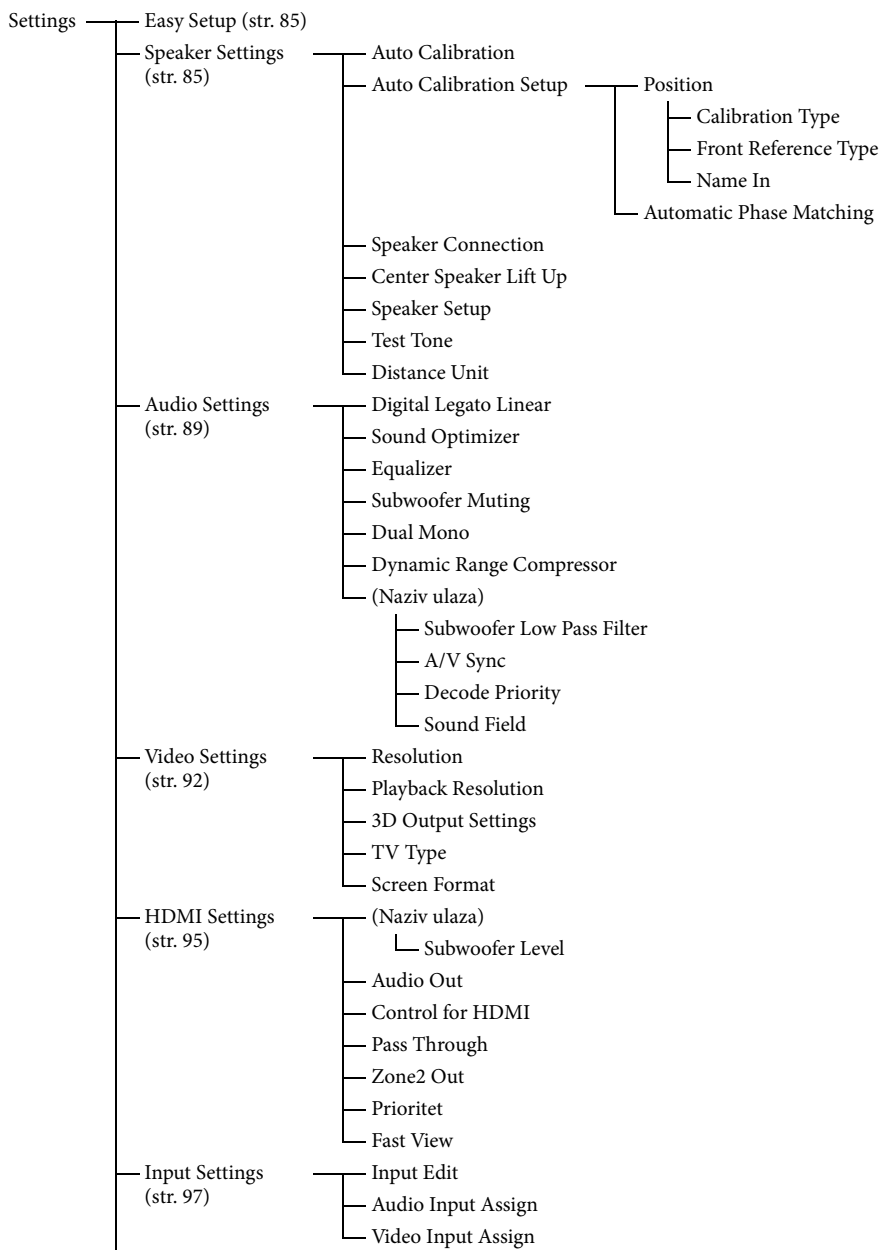 Settings
Easy Setup (str. 85)
Speaker Settings
(str. 85)
Auto Calibration
Auto Calibration Setup
Position
Calibration Type
Front Reference Type
Name In
Automatic Phase Matching
Speaker Connection
Center Speaker Lift Up
Speaker Setup
Test Tone
Distance Unit
Audio Settings
(str. 89)
Digital Legato Linear
Sound Optimizer
Equalizer
Subwoofer Muting
Dual Mono
Dynamic Range Compressor
(Naziv ulaza)
Subwoofer Low Pass Filter
A/V Sync
Decode Priority
Sound Field
Video Settings
(str. 92)
Resolution
Playback Resolution
3D Output Settings
TV Type
Screen Format
HDMI Settings
(str. 95)
(Naziv ulaza)
Subwoofer Level
Audio Out
Control for HDMI
Pass Through
Zone2 Out
Prioritet
Fast View
Input Settings
(str. 97)
Input Edit
Audio Input Assign
Video Input Assign